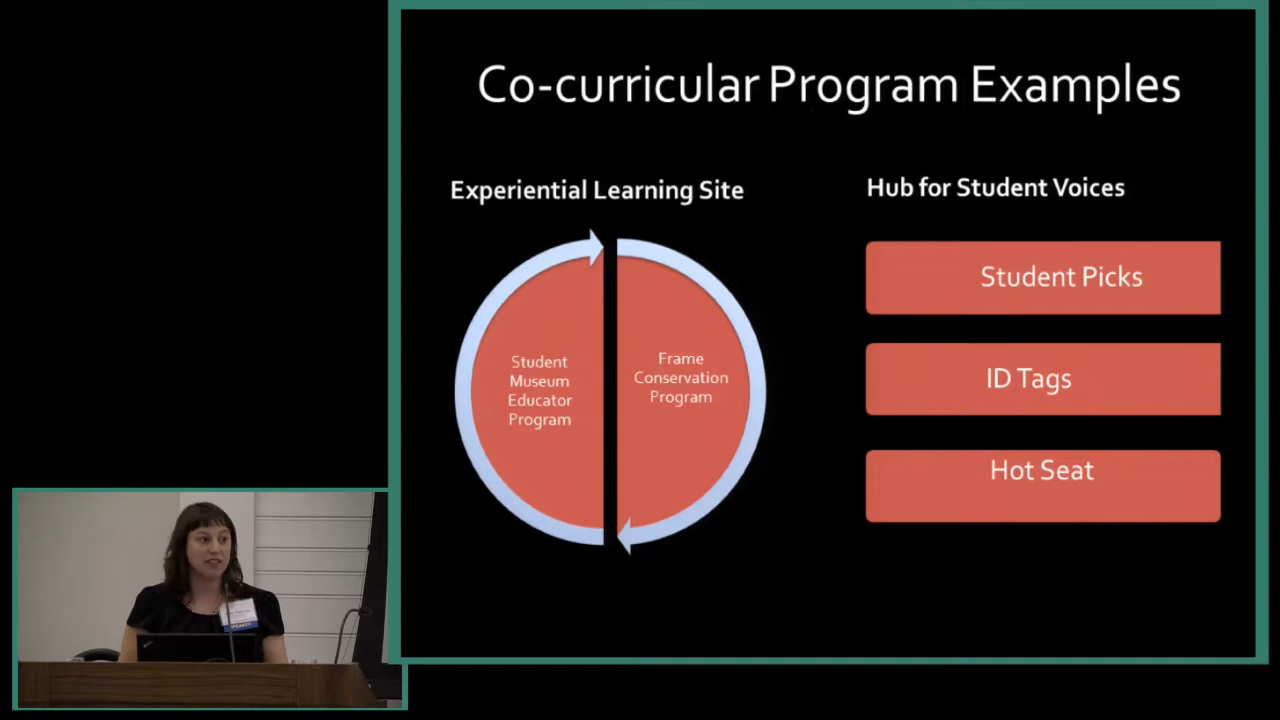 Co-curricular Program Examples
Experiential Learning Site
Student
Museum
Educator
Program
Frame
Conservation
Program
Hub for Student Voices
Student Picks
ID Tags
Hot Seat
SPEAKER